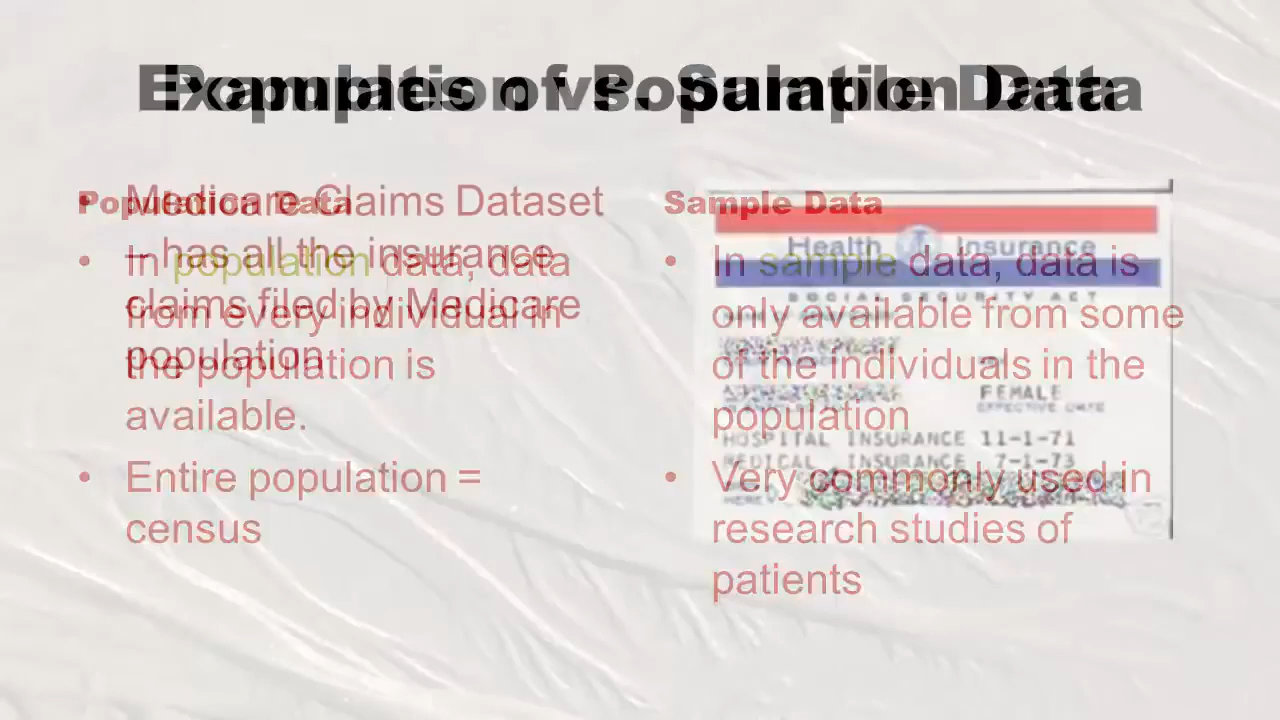 Population vs. Sample Data
Population Data
• In population data, data
from every individual in
the population is
available.
• Entire population =
census
Sample Data
• In sample data, data is
only available from some
of the individuals in the
population
• Very commonly used in
research studies of
patients
Examples of Population Data
• Medicare Claims Dataset
– has all the insurance
claims filed by Medicare
population
Health Insurance
SOCIAL SECURITY ACT
FEMALE
EFFECTIVE DATE
HOSPITAL INSURANCE 11-1-71
MEDICAL INSURANCE 7-1-73
HERE